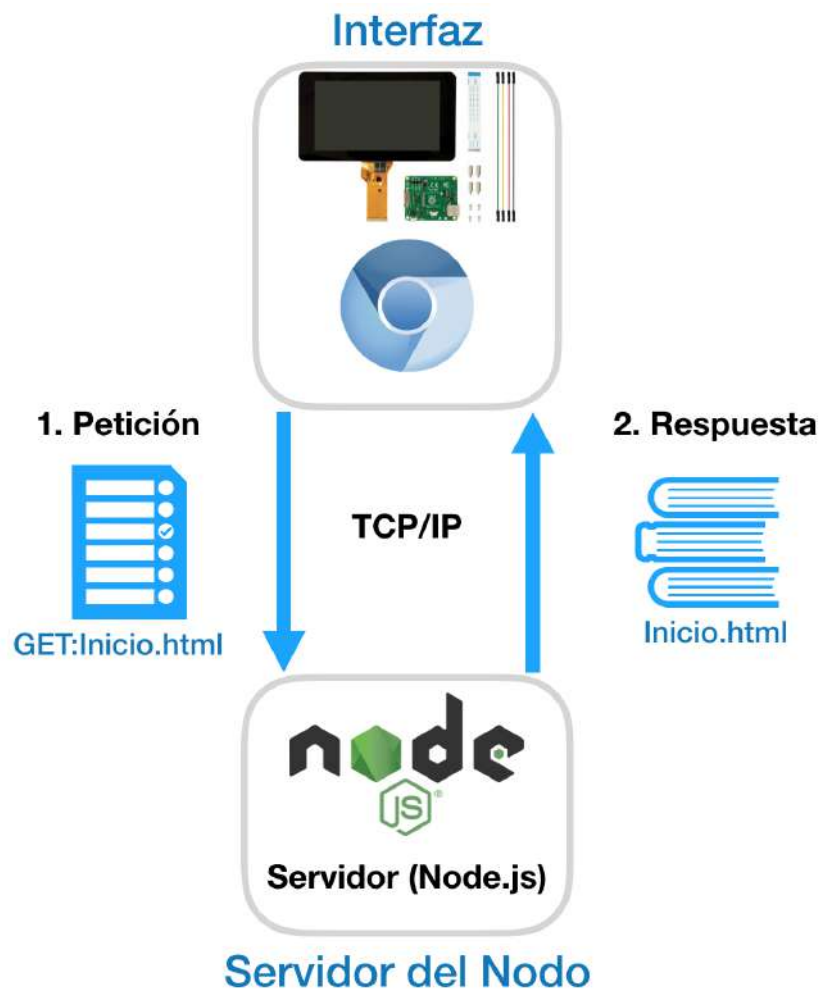 Interfaz
1. Petición
2. Respuesta
TCP/IP
GET:Inicio.html
Inicio.html
node
JS®
Servidor (Node.js)
Servidor del Nodo